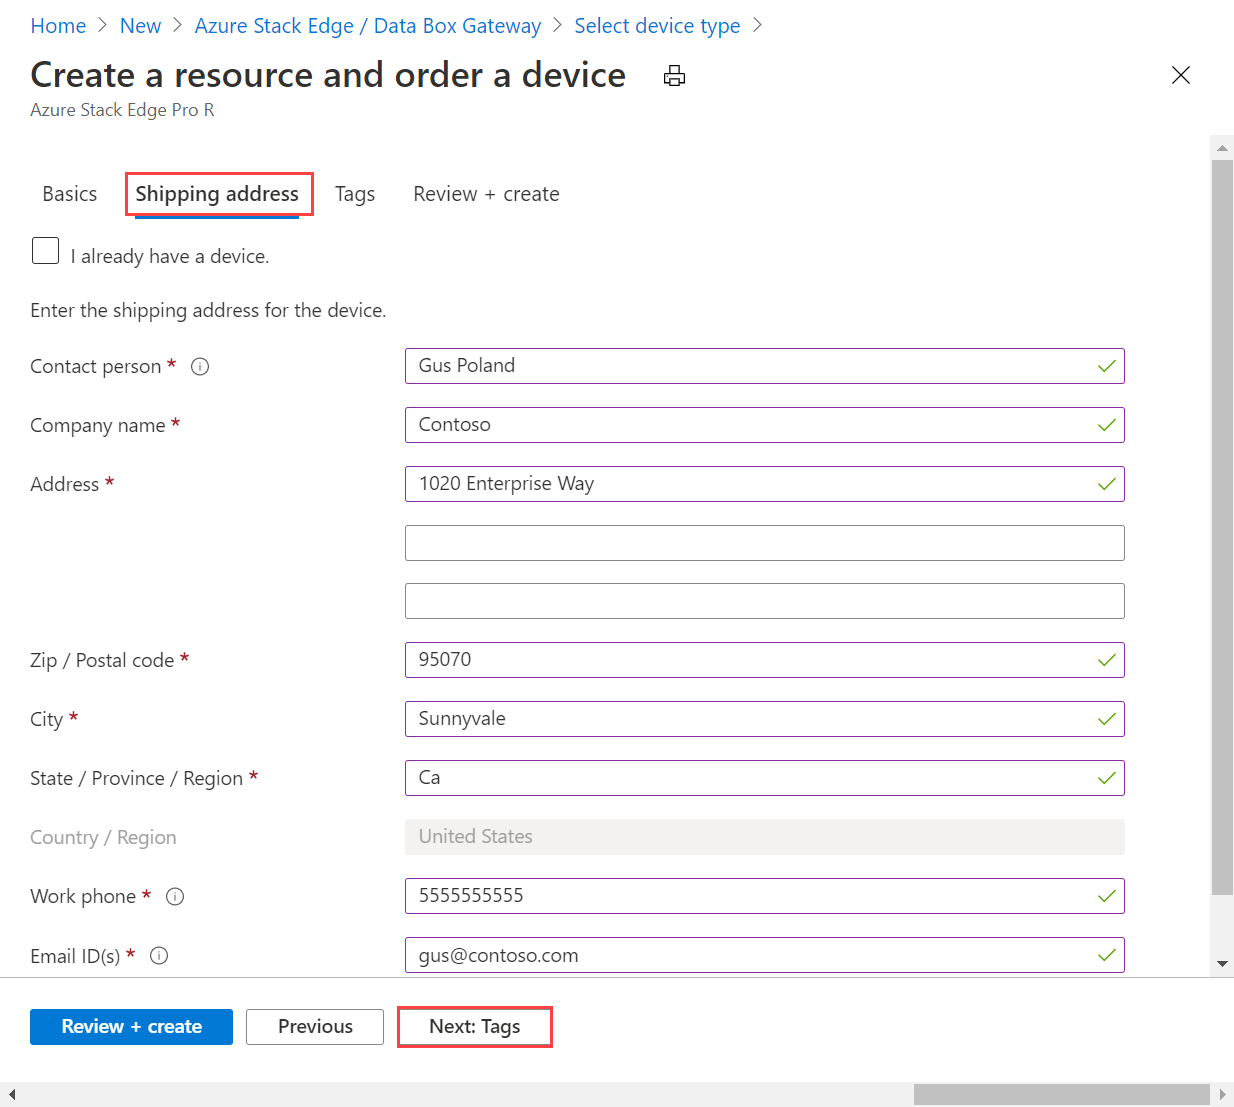 Home > New > Azure Stack Edge / Data Box Gateway > Select device type >
Create a resource and order a device
Azure Stack Edge Pro R
Basics Shipping address Tags Review + create
I already have a device.
Enter the shipping address for the device.
Contact person * Gus Poland
Company name * Contoso
Address * 1020 Enterprise Way
Zip / Postal code * 95070
City * Sunnyvale
State / Province / Region * Ca
Country / Region United States
Work phone * 5555555555
Email ID(s) * gus@contoso.com
Review + create Previous Next: Tags